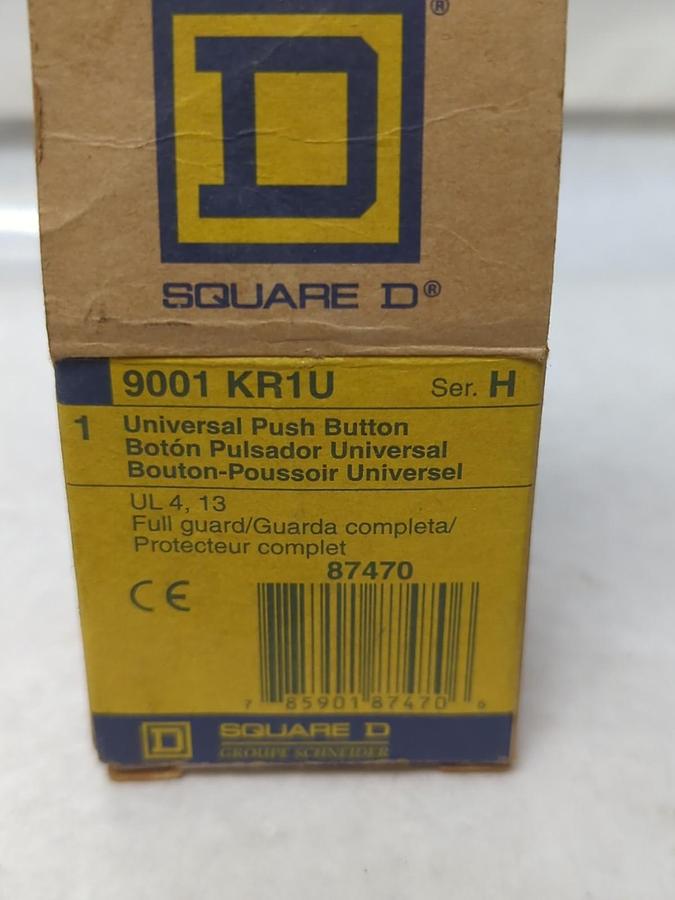 ®
D
SQUARE D®
9001 KR1U Ser. H
1 Universal Push Button
Botón Pulsador Universal
Bouton-Poussoir Universel
UL 4, 13
Full guard/Guarda completa/
Protecteur complet
87470
CE
7 85901 87470 6
D SQUARE D
GROUPE SCHNEIDER